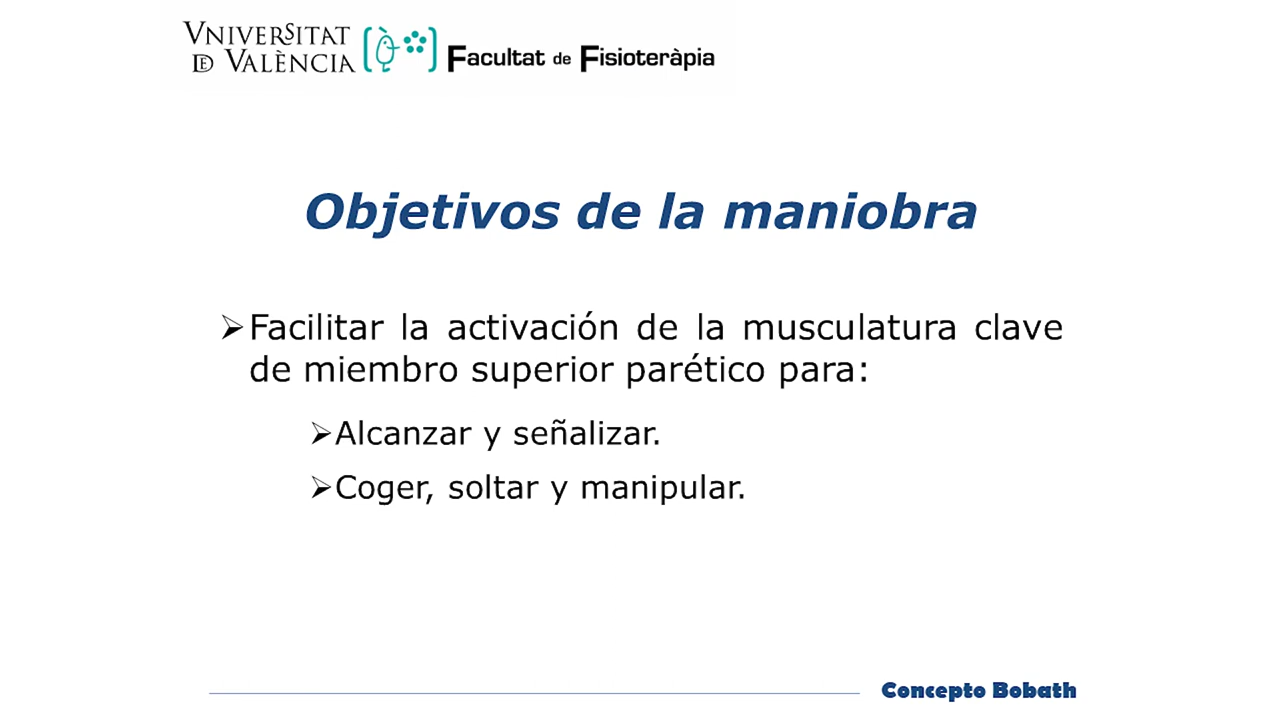 VNIVERSITAT
DE VALÈNCIA
Facultat de Fisioteràpia
Objetivos de la maniobra
➢Facilitar la activación de la musculatura clave
de miembro superior parético para:
➢Alcanzar y señalizar.
➢Coger, soltar y manipular.
Concepto Bobath